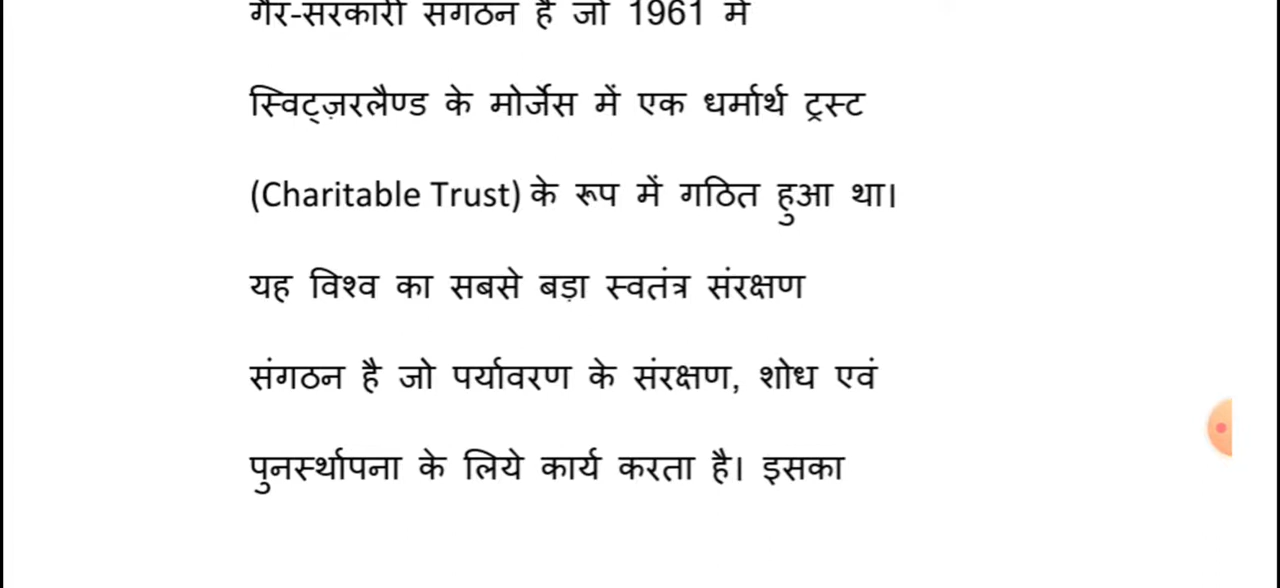 गैर-सरकारी संगठन है जो 1961 में
स्विट्ज़रलैण्ड के मोर्जेस में एक धर्मार्थ ट्रस्ट
(Charitable Trust) के रूप में गठित हुआ था।
यह विश्व का सबसे बड़ा स्वतंत्र संरक्षण
संगठन है जो पर्यावरण के संरक्षण, शोध एवं
पुनर्स्थापना के लिये कार्य करता है। इसका